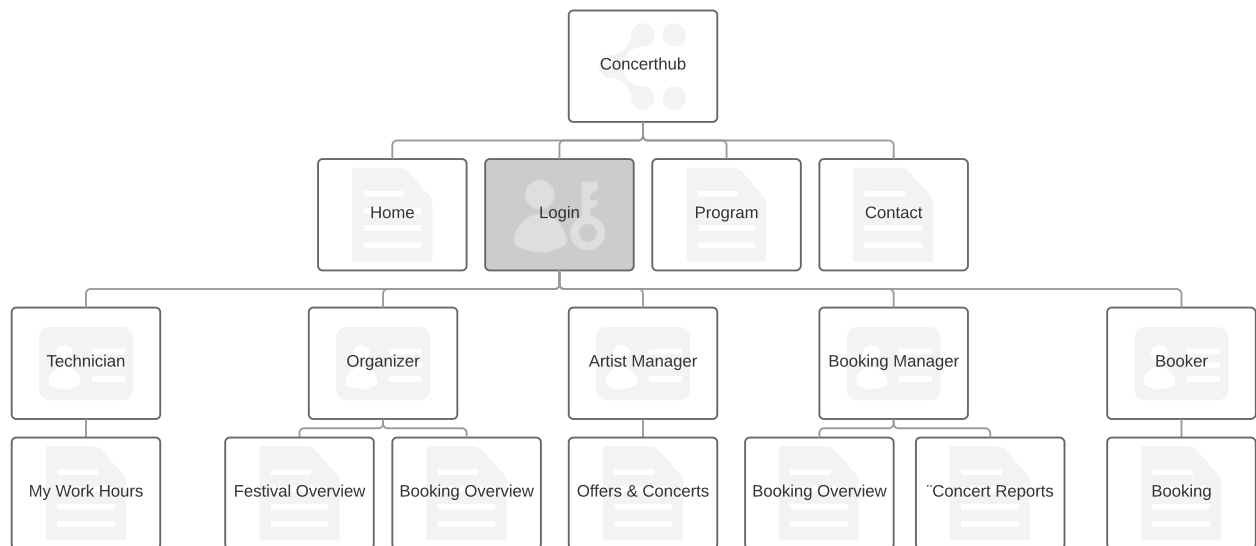 Concerthub
Home
Login
Program
Contact
Technician
Organizer
Artist Manager
Booking Manager
Booker
My Work Hours
Festival Overview
Booking Overview
Offers & Concerts
Booking Overview
¨Concert Reports
Booking